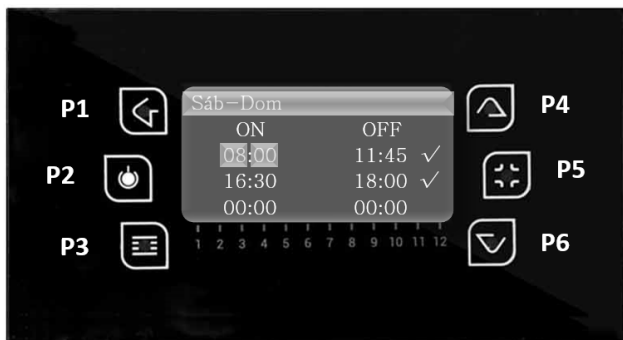 P1
P2
P3
Sáb-Dom
ON OFF
08:00 11:45 ✓
16:30 18:00 ✓
00:00 00:00
1 2 3 4 5 6 7 8 9 10 11 12
P4
P5
P6